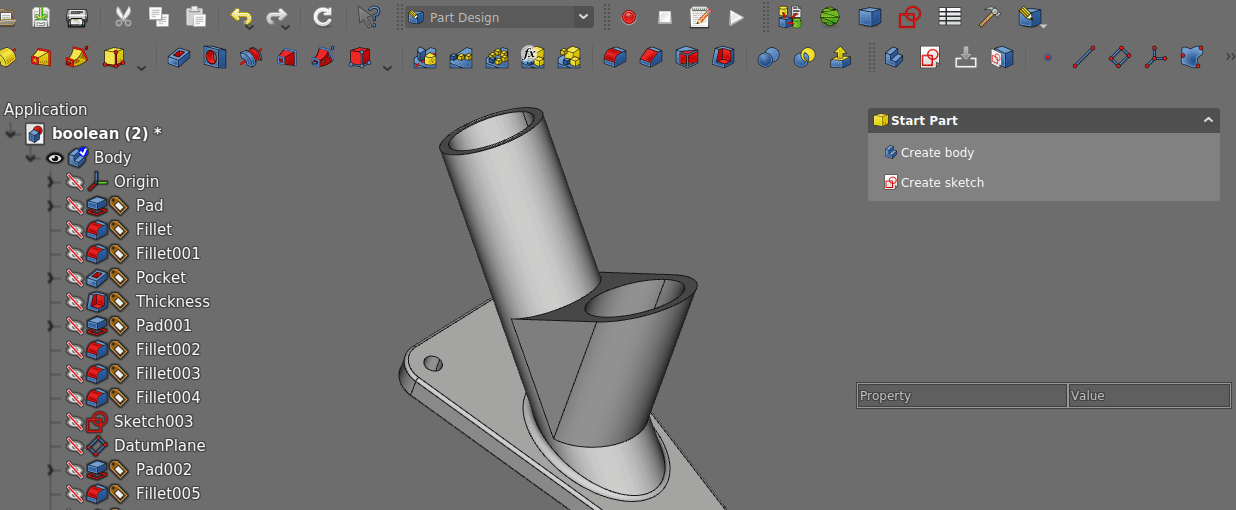 Part Design
Application
boolean (2) *
Body
Origin
Pad
Fillet
Fillet001
Pocket
Thickness
Pad001
Fillet002
Fillet003
Fillet004
Sketch003
DatumPlane
Pad002
Fillet005
Start Part
Create body
Create sketch
Property Value